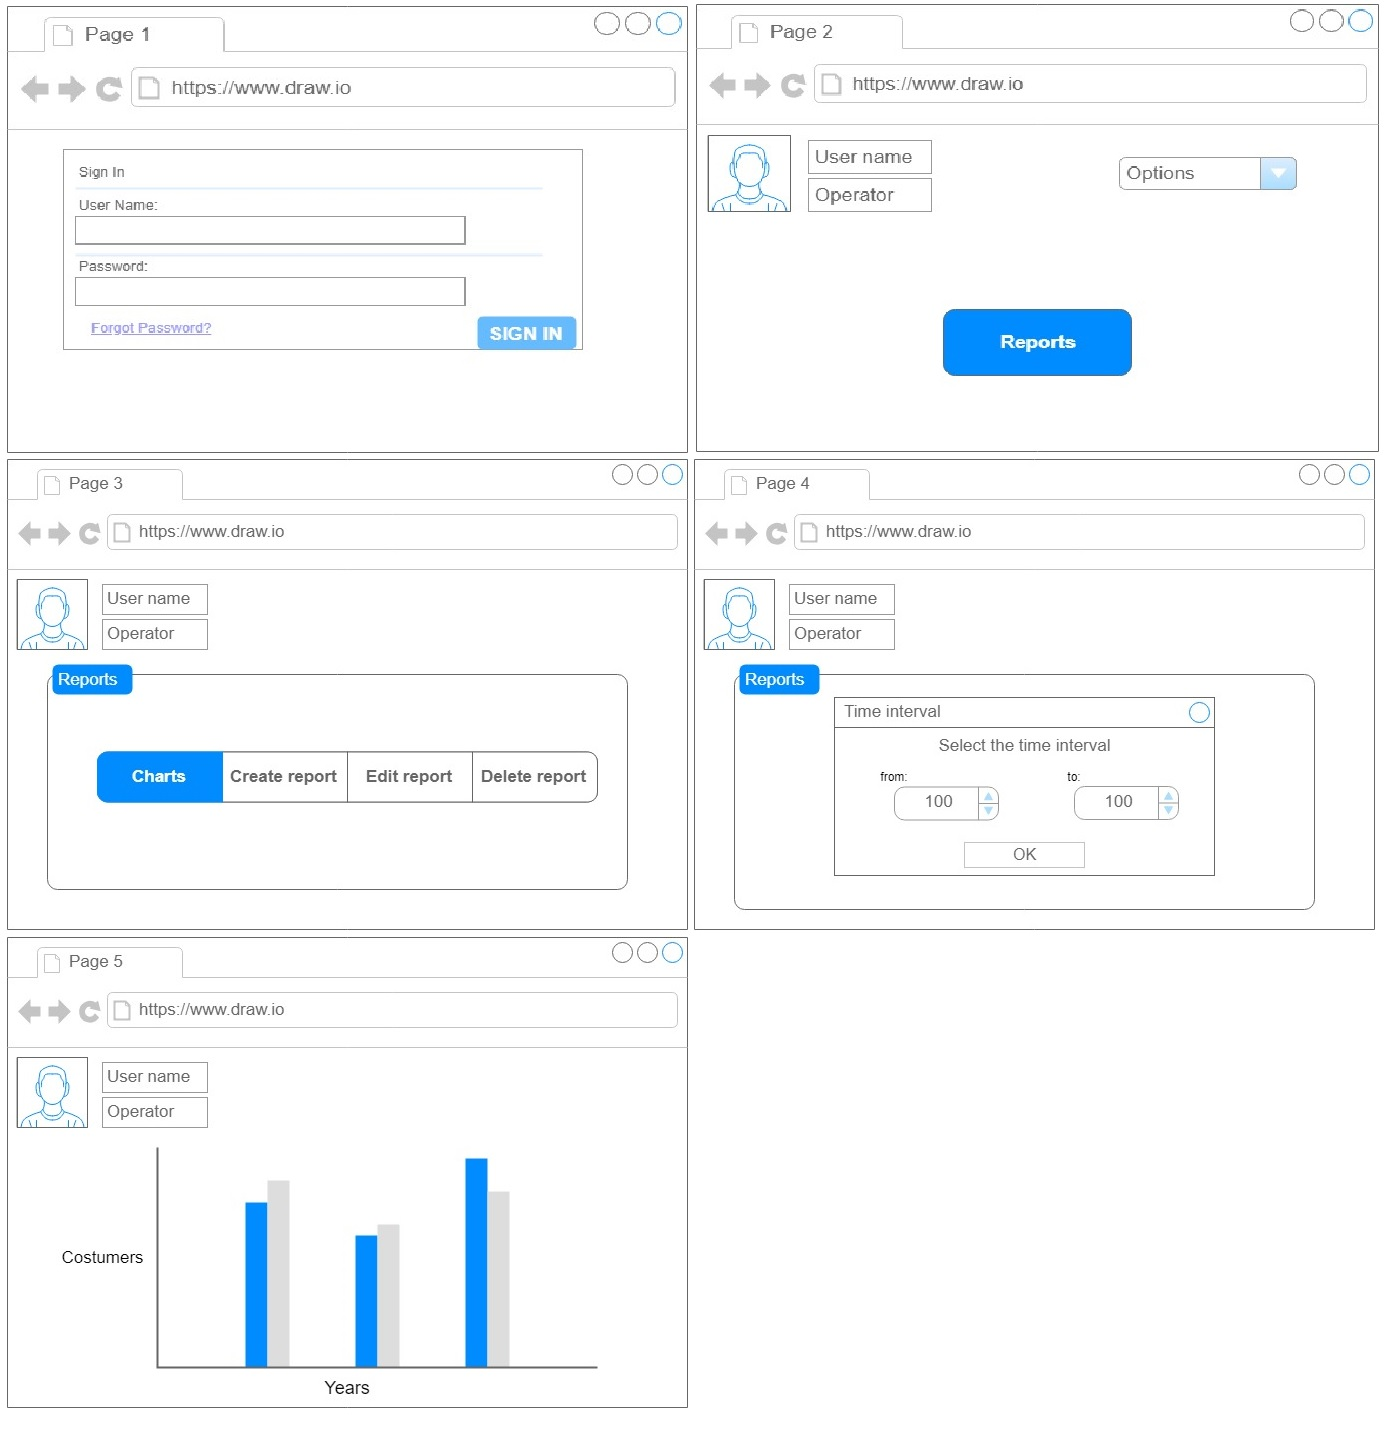 Page 1
https://www.draw.io
Sign In
User Name:
Password:
Forgot Password?
SIGN IN
Page 2
https://www.draw.io
User name
Operator
Options
Reports
Page 3
https://www.draw.io
User name
Operator
Reports
Charts Create report Edit report Delete report
Page 4
https://www.draw.io
User name
Operator
Reports
Time interval
Select the time interval
from: to:
100 100
OK
Page 5
https://www.draw.io
User name
Operator
Costumers
Years